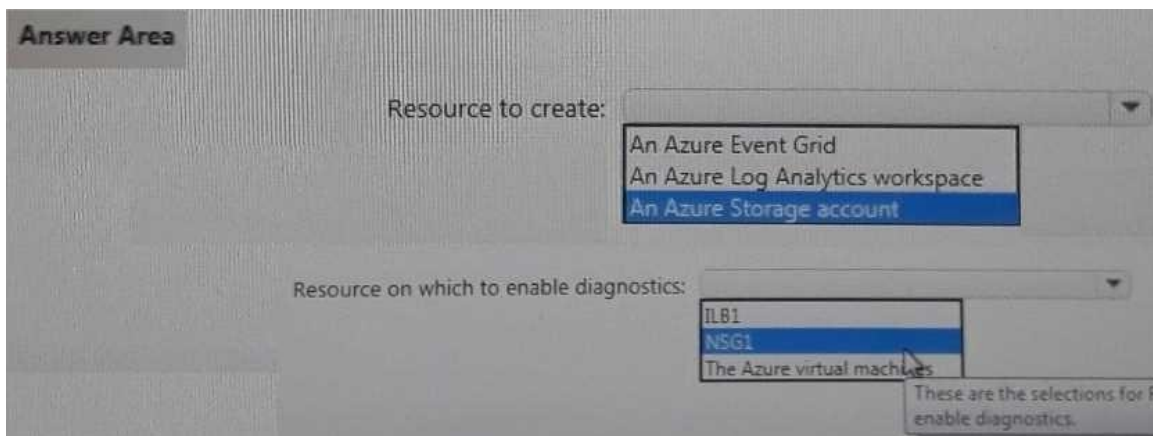 Answer Area
Resource to create:
An Azure Event Grid
An Azure Log Analytics workspace
An Azure Storage account
Resource on which to enable diagnostics:
ILB1
NSG1
The Azure virtual machines
These are the selections for
enable diagnostics.